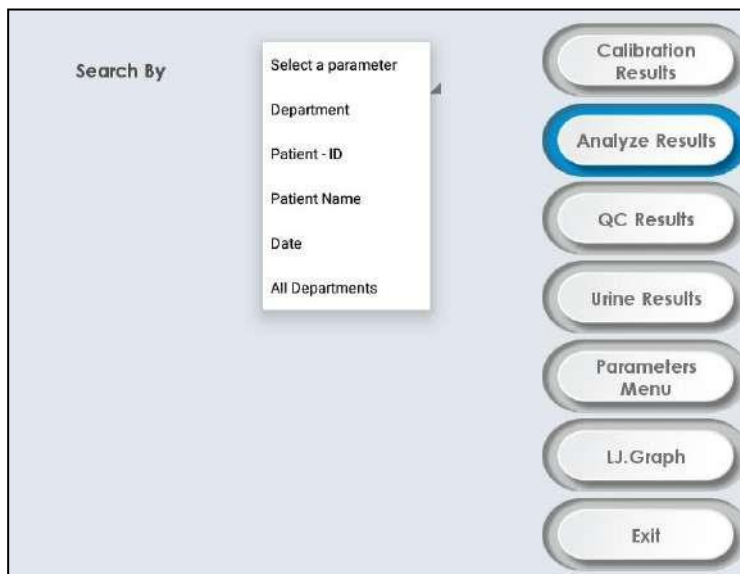 Search By
Select a parameter
Department
Patient - ID
Patient Name
Date
All Departments
Calibration
Results
Analyze Results
QC Results
Urine Results
Parameters
Menu
LJ.Graph
Exit